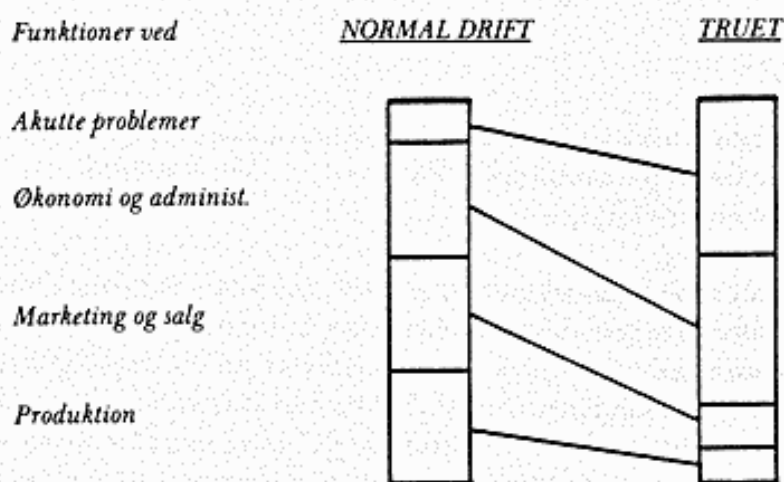 Funktioner ved NORMAL DRIFT TRUET
Akutte problemer
Økonomi og administ.
Marketing og salg
Produktion